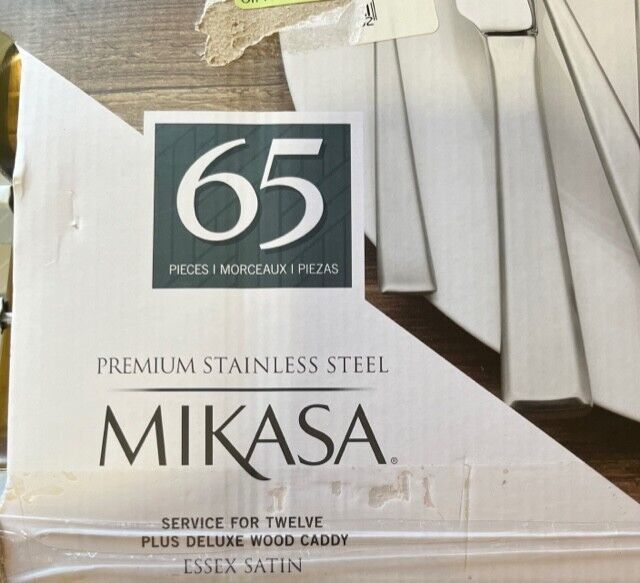 65
PIECES | MORCEAUX | PIEZAS
PREMIUM STAINLESS STEEL
MIKASA®
SERVICE FOR TWELVE
PLUS DELUXE WOOD CADDY
ESSEX SATIN